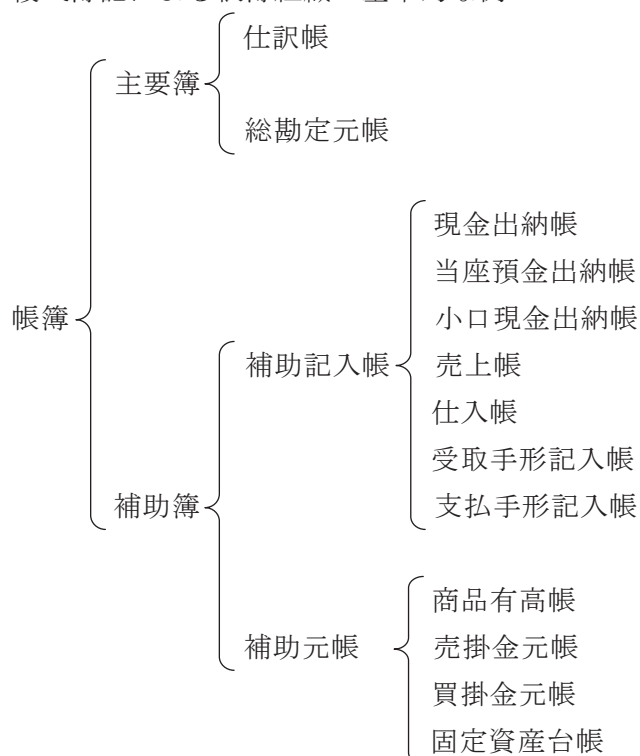 仕訳帳
主要簿
総勘定元帳
現金出納帳
当座預金出納帳
小口現金出納帳
帳簿
補助記入帳
売上帳
仕入帳
受取手形記入帳
補助簿
支払手形記入帳
商品有高帳
補助元帳
売掛金元帳
買掛金元帳
固定資産台帳